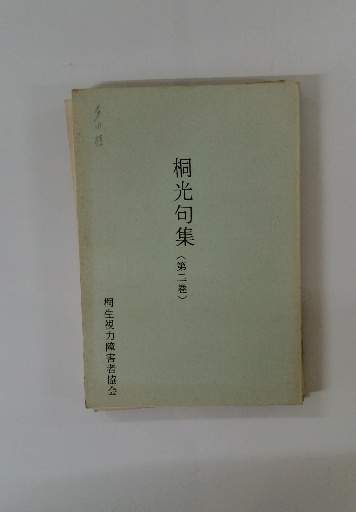 桐光句集
〈第二巻〉
桐生視力障害者協会